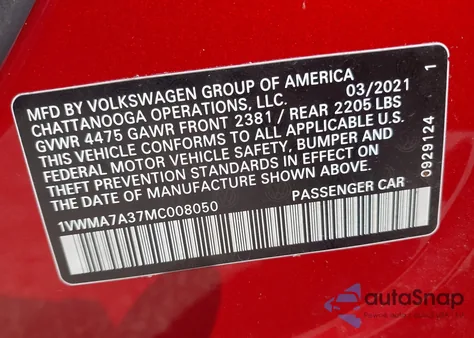 MFD BY VOLKSWAGEN GROUP OF AMERICA 03/2021 1
CHATTANOOGA OPERATIONS, LLC.
GVWR 4475 GAWR FRONT 2381 / REAR 2205 LBS
THIS VEHICLE CONFORMS TO ALL APPLICABLE U.S.
FEDERAL MOTOR VEHICLE SAFETY, BUMPER AND
THEFT PREVENTION STANDARDS IN EFFECT ON
THE DATE OF MANUFACTURE SHOWN ABOVE
1VWMA7A37MC008050 PASSENGER CAR
0929124
autoSnap